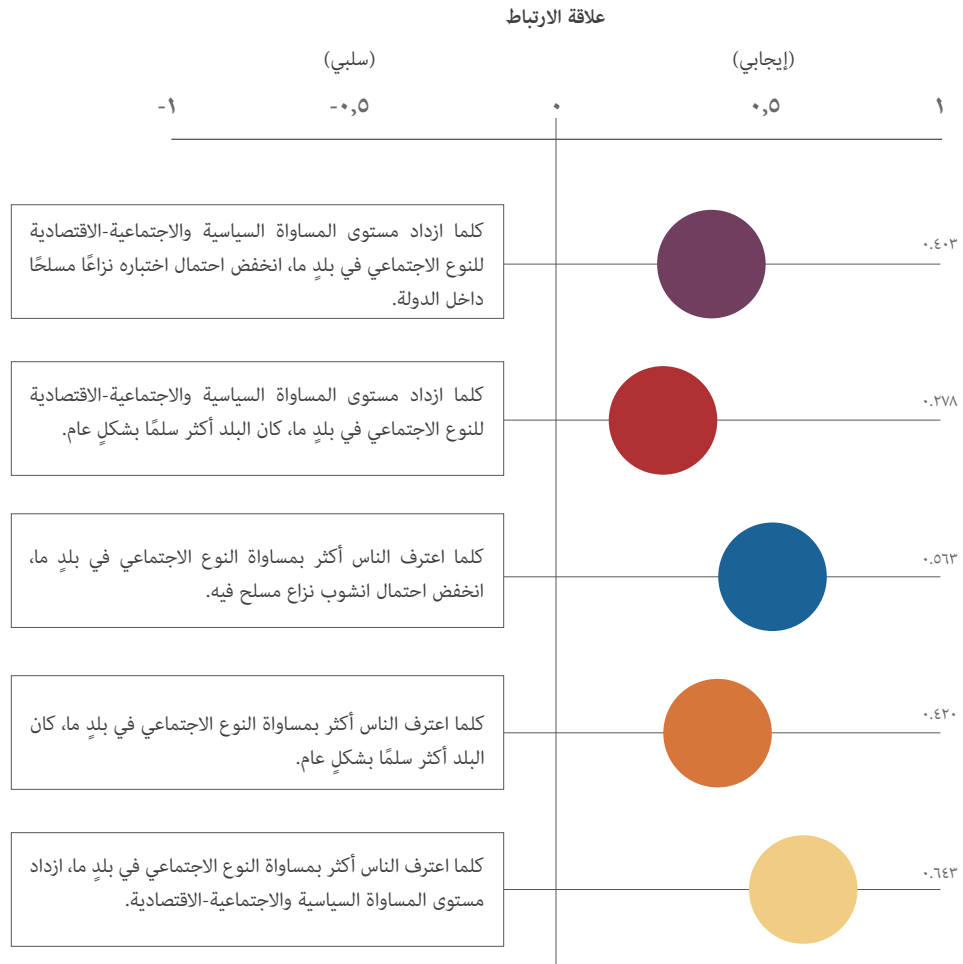 علاقة الارتباط
(إيجابي) (سلبي)
-١ -٠,٥ ٠ ٠,٥ ١
كلما ازداد مستوى المساواة السياسية والاجتماعية-الاقتصادية
للنوع الاجتماعي في بلدٍ ما، انخفض احتمال اختباره نزاعًا مسلحًا
داخل الدولة.
٠.٤٠٣
كلما ازداد مستوى المساواة السياسية والاجتماعية-الاقتصادية
للنوع الاجتماعي في بلدٍ ما، كان البلد أكثر سلمًا بشكلٍ عام.
٠.٢٧٨
كلما اعترف الناس أكثر بمساواة النوع الاجتماعي في بلدٍ ما،
انخفض احتمال انشوب نزاع مسلح فيه.
٠.٥٦٣
كلما اعترف الناس أكثر بمساواة النوع الاجتماعي في بلدٍ ما، كان
البلد أكثر سلمًا بشكلٍ عام.
٠.٤٢٠
كلما اعترف الناس أكثر بمساواة النوع الاجتماعي في بلدٍ ما، ازداد
مستوى المساواة السياسية والاجتماعية-الاقتصادية.
٠.٦٤٣